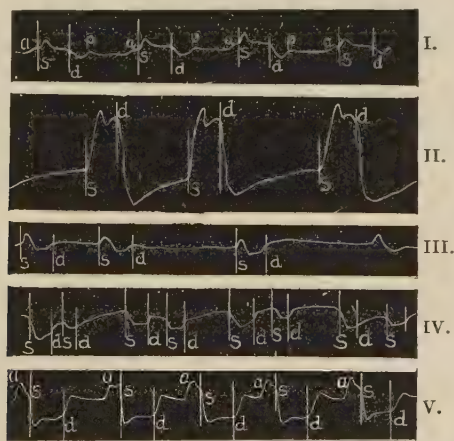 a S d a S d a S d a S d I.
S d S d S d II.
S d S d S d III.
S d S d S d S d S d S d S d S IV.
a S d a S d a S d a S d a S d V.